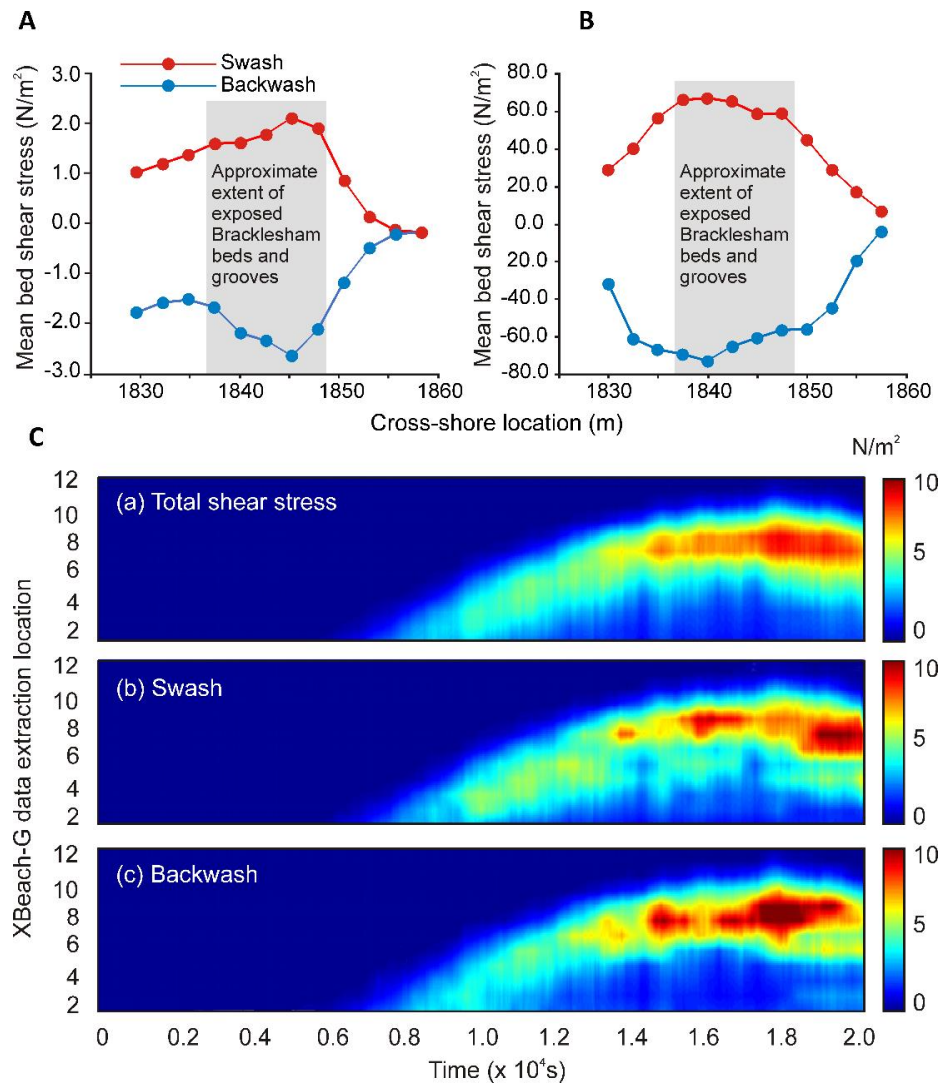 A
B
Swash
Backwash
Mean bed shear stress (N/m²)
3.0
2.0
1.0
0.0
-1.0
-2.0
-3.0
Approximate
extent of
exposed
Bracklesham
beds and
grooves
1830
1840
1850
1860
Mean bed shear stress (N/m²)
80.0
60.0
40.0
20.0
0.0
-20.0
-40.0
-60.0
-80.0
Approximate
extent of
exposed
Bracklesham
beds and
grooves
1830
1840
1850
1860
Cross-shore location (m)
C
N/m²
XBeach-G data extraction location
12
10
8
6
4
2
(a) Total shear stress
10
5
0
12
10
8
6
4
2
(b) Swash
10
5
0
12
10
8
6
4
2
(c) Backwash
10
5
0
0
0.2
0.4
0.6
0.8
1.0
1.2
1.4
1.6
1.8
2.0
Time (x 10⁴s)